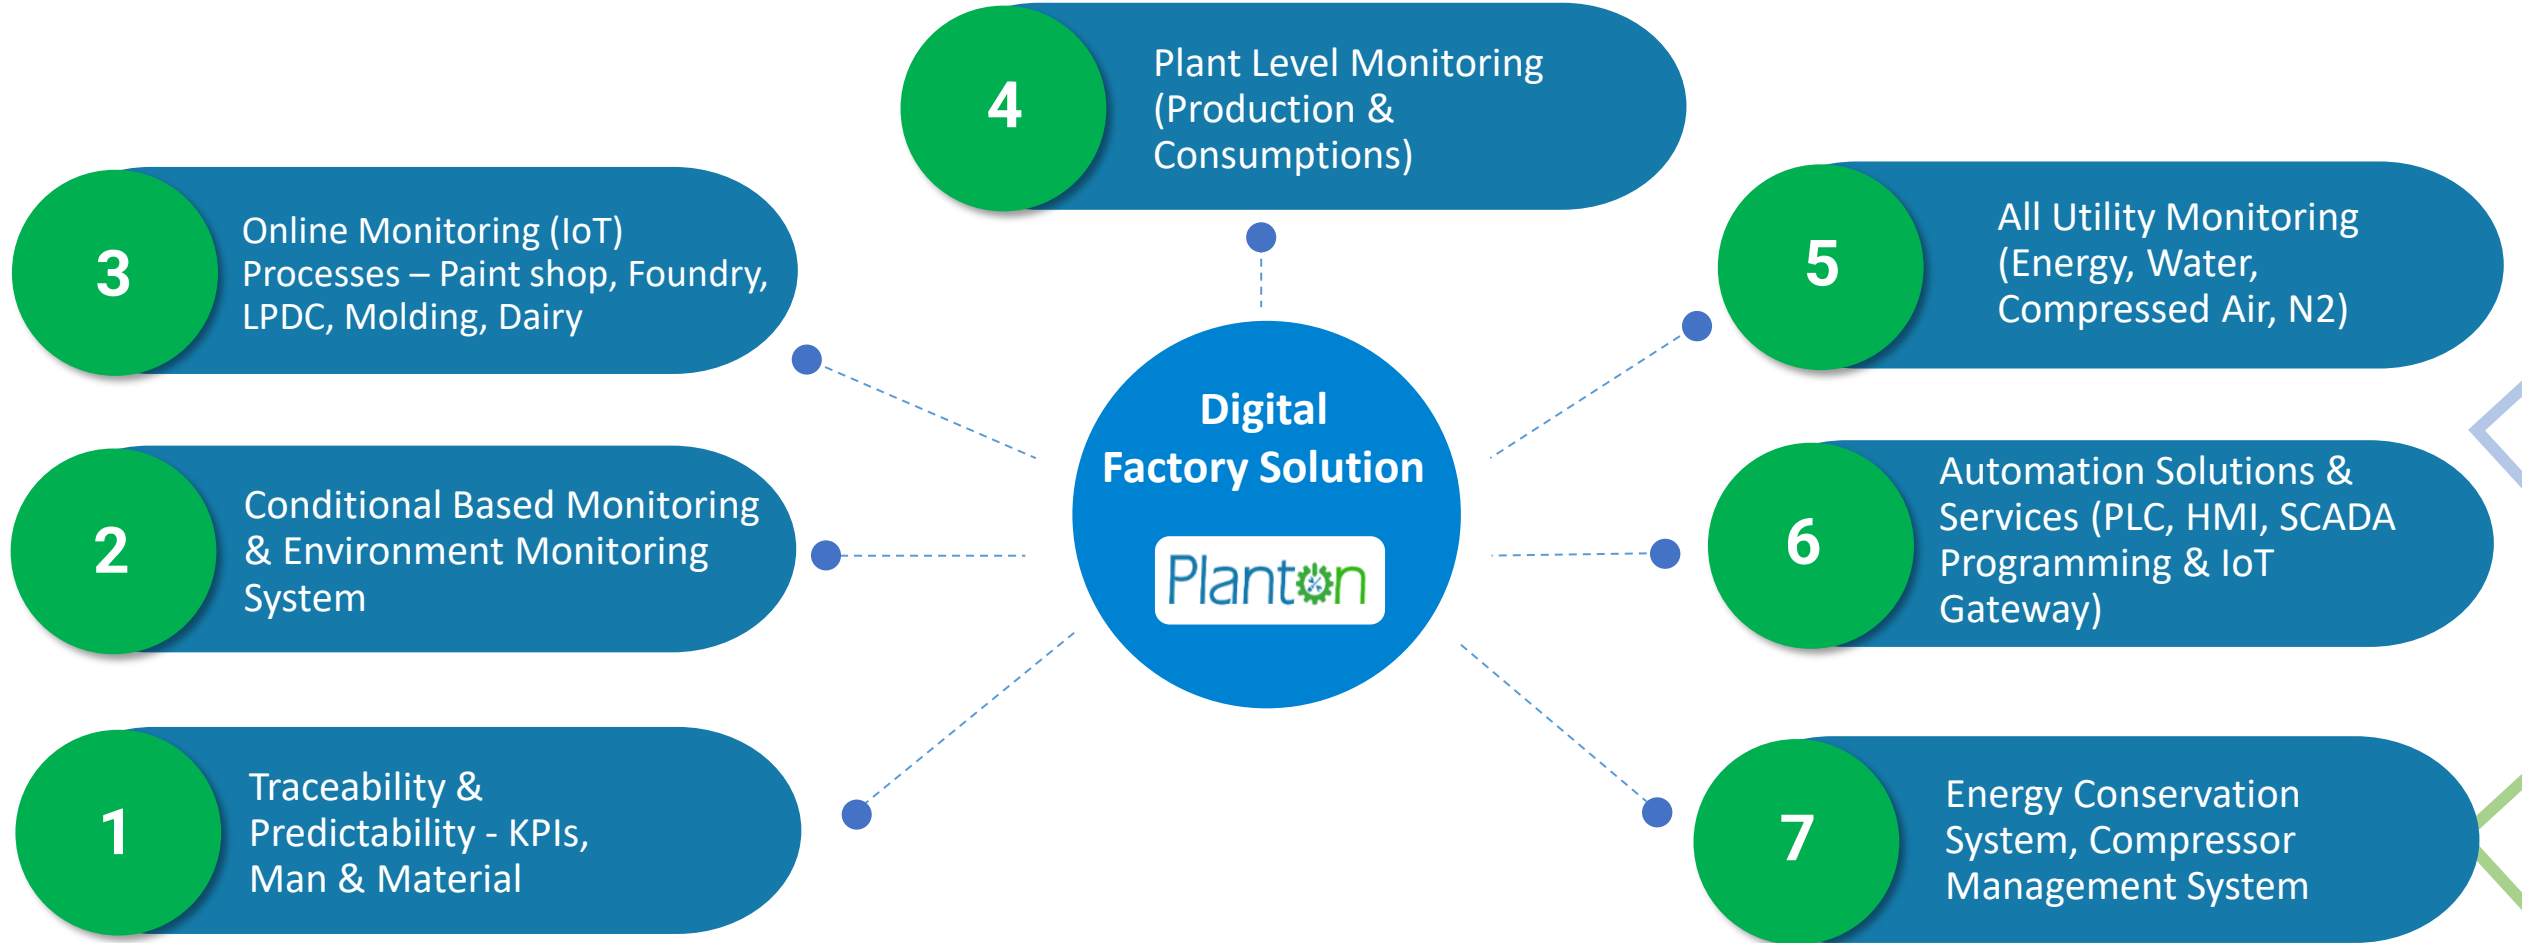 4
Plant Level Monitoring
(Production &
Consumptions)
3
Online Monitoring (IoT)
Processes – Paint shop, Foundry,
LPDC, Molding, Dairy
5
All Utility Monitoring
(Energy, Water,
Compressed Air, N2)
Digital
Factory Solution
Planton
2
Conditional Based Monitoring
& Environment Monitoring
System
6
Automation Solutions &
Services (PLC, HMI, SCADA
Programming & IoT
Gateway)
1
Traceability &
Predictability - KPIs,
Man & Material
7
Energy Conservation
System, Compressor
Management System